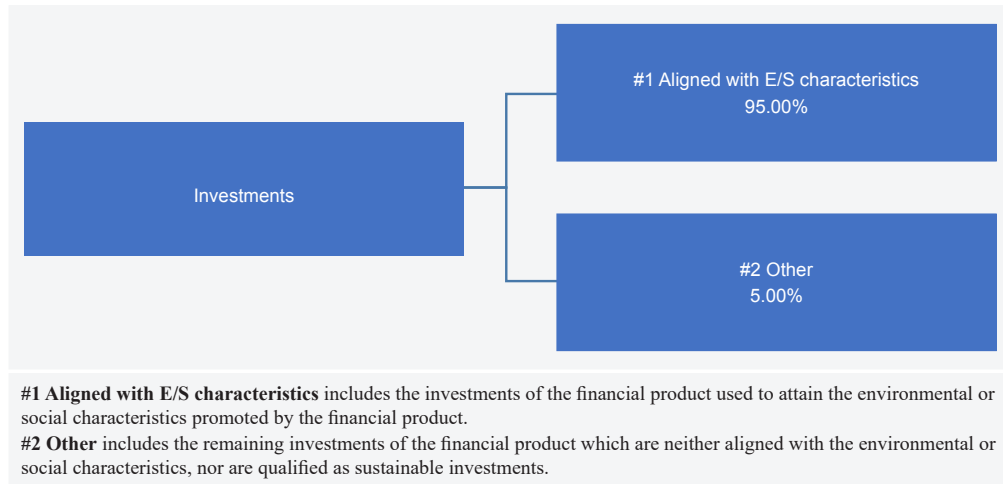 #1 Aligned with E/S characteristics
95.00%
Investments
#2 Other
5.00%
#1 Aligned with E/S characteristics includes the investments of the financial product used to attain the environmental or
social characteristics promoted by the financial product.
#2 Other includes the remaining investments of the financial product which are neither aligned with the environmental or
social characteristics, nor are qualified as sustainable investments.